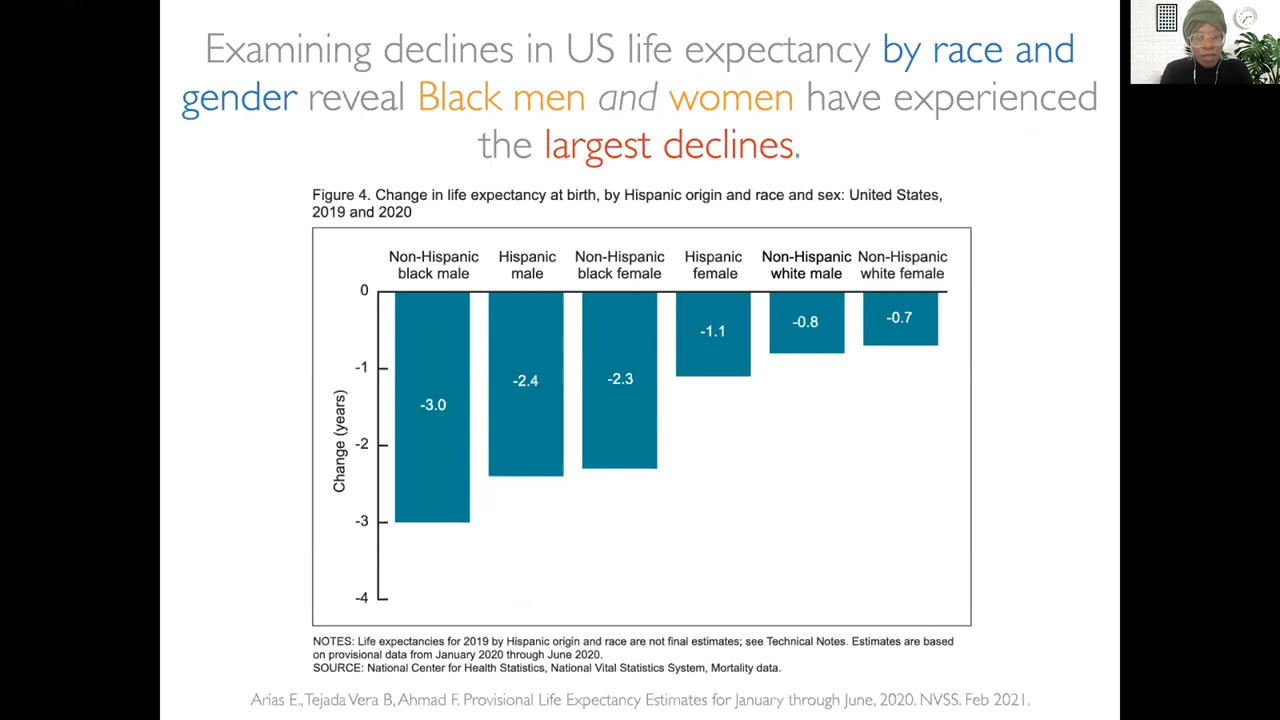 Examining declines in US life expectancy by race and
gender reveal Black men and women have experienced
the largest declines.
Figure 4. Change in life expectancy at birth, by Hispanic origin and race and sex: United States,
2019 and 2020
Non-Hispanic black male
Hispanic male
Non-Hispanic black female
Hispanic female
Non-Hispanic white male
Non-Hispanic white female
0
-1
-2
-3
-4
Change (years)
-3.0
-2.4
-2.3
-1.1
-0.8
-0.7
NOTES: Life expectancies for 2019 by Hispanic origin and race are not final estimates; see Technical Notes. Estimates are based
on provisional data from January 2020 through June 2020.
SOURCE: National Center for Health Statistics, National Vital Statistics System, Mortality data.
Arias E., Tejada Vera B, Ahmad F. Provisional Life Expectancy Estimates for January through June, 2020. NVSS. Feb 2021.